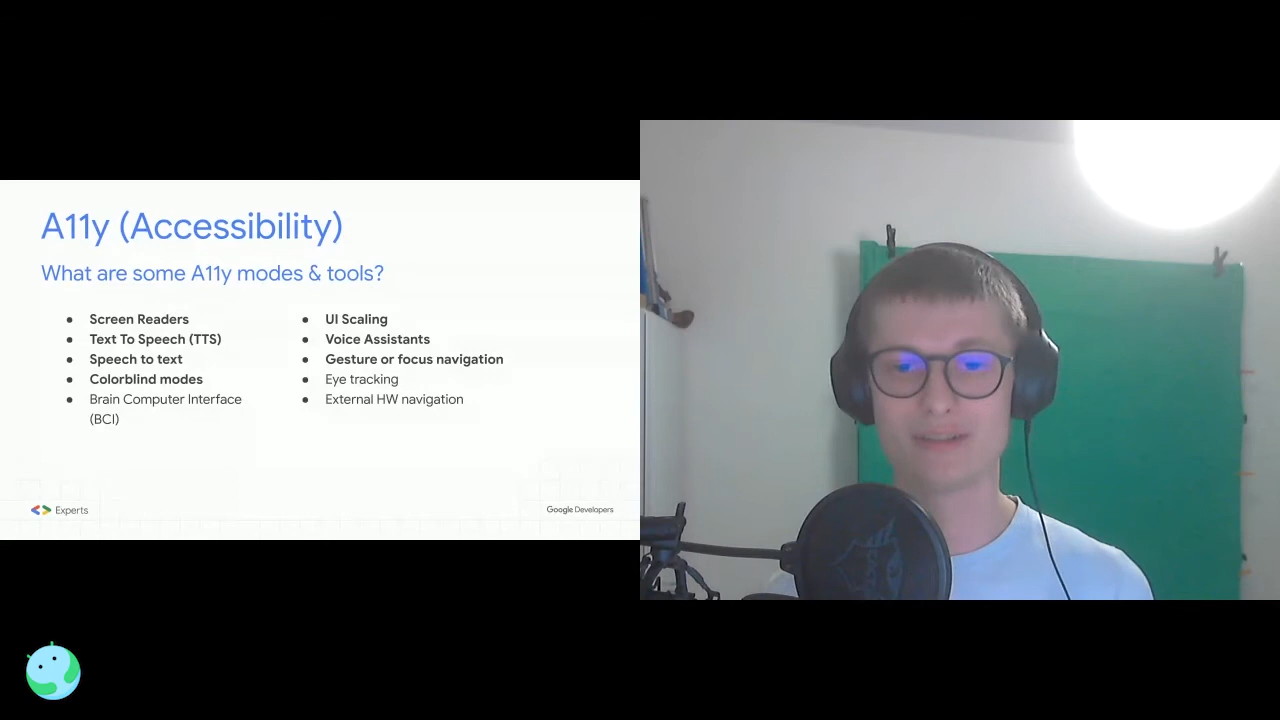 A11y (Accessibility)
What are some A11y modes & tools?
● Screen Readers
● Text To Speech (TTS)
● Speech to text
● Colorblind modes
● Brain Computer Interface
(BCI)
● UI Scaling
● Voice Assistants
● Gesture or focus navigation
● Eye tracking
● External HW navigation
Experts
Google Developers